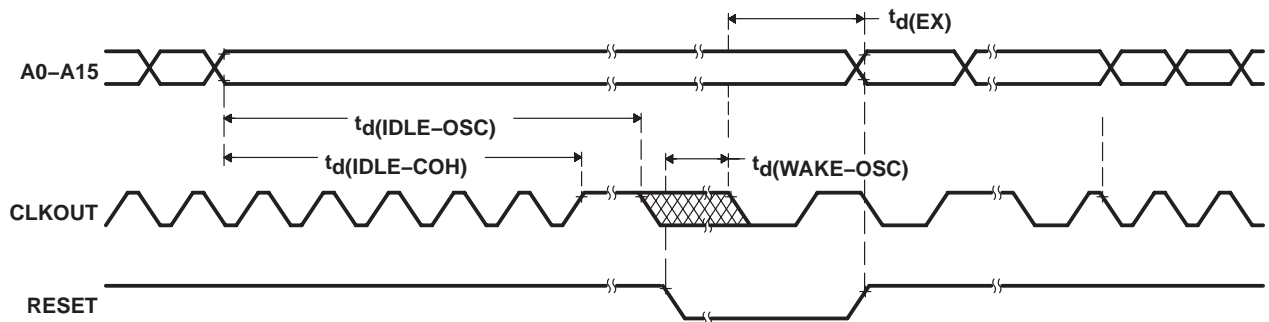 td(EX)
A0–A15
td(IDLE–OSC)
td(IDLE–COH)
td(WAKE–OSC)
CLKOUT
RESET